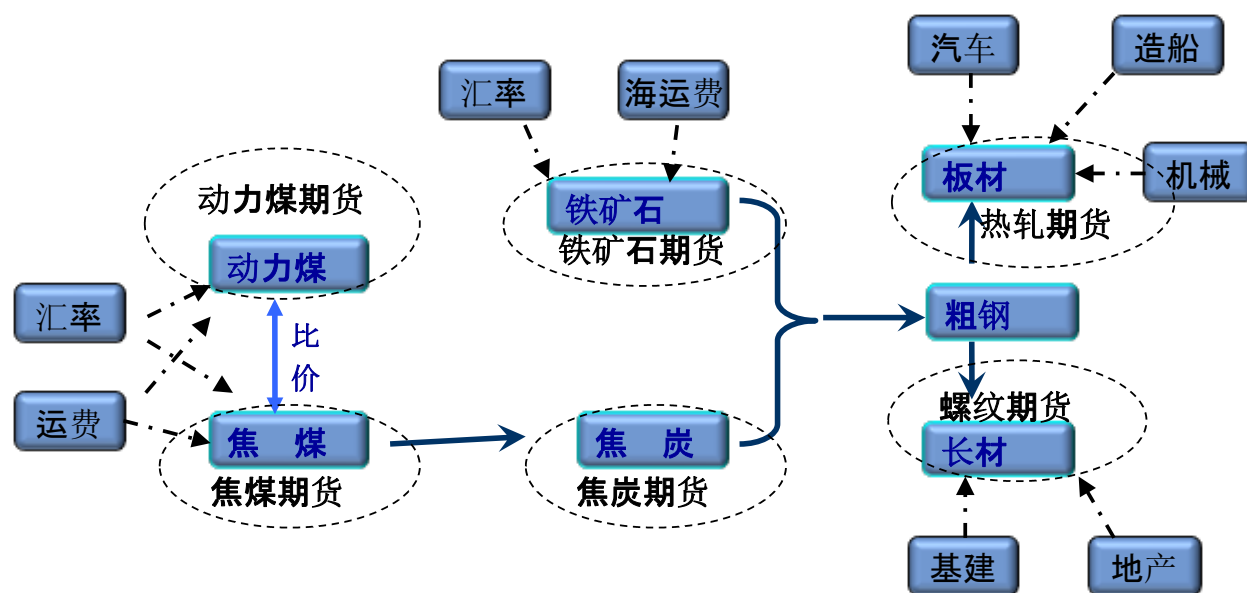 汽车
造船
汇率
海运费
板材
机械
动力煤期货
铁矿石
热轧期货
铁矿石期货
动力煤
汇率
比
价
粗钢
运费
螺纹期货
焦 煤
焦 炭
长材
焦煤期货
焦炭期货
基建
地产